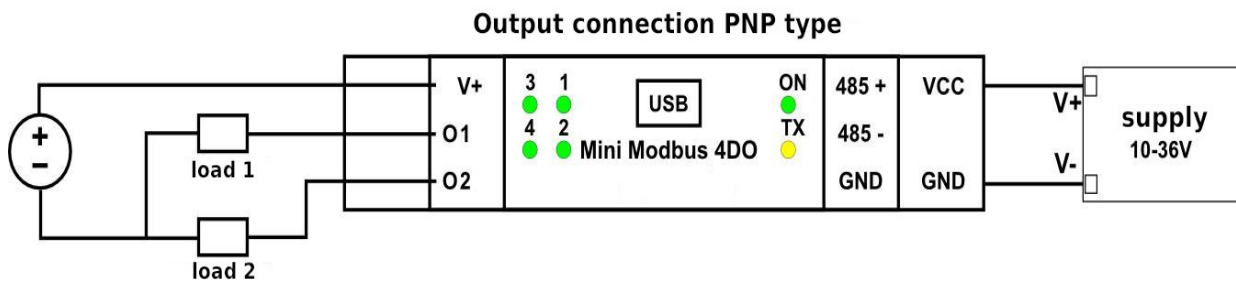 Output connection PNP type
V+
O1
O2
3 1
4 2
USB
Mini Modbus 4DO
ON
TX
485 +
485 -
GND
VCC
GND
V+
V-
supply
10-36V
+
−
load 1
load 2